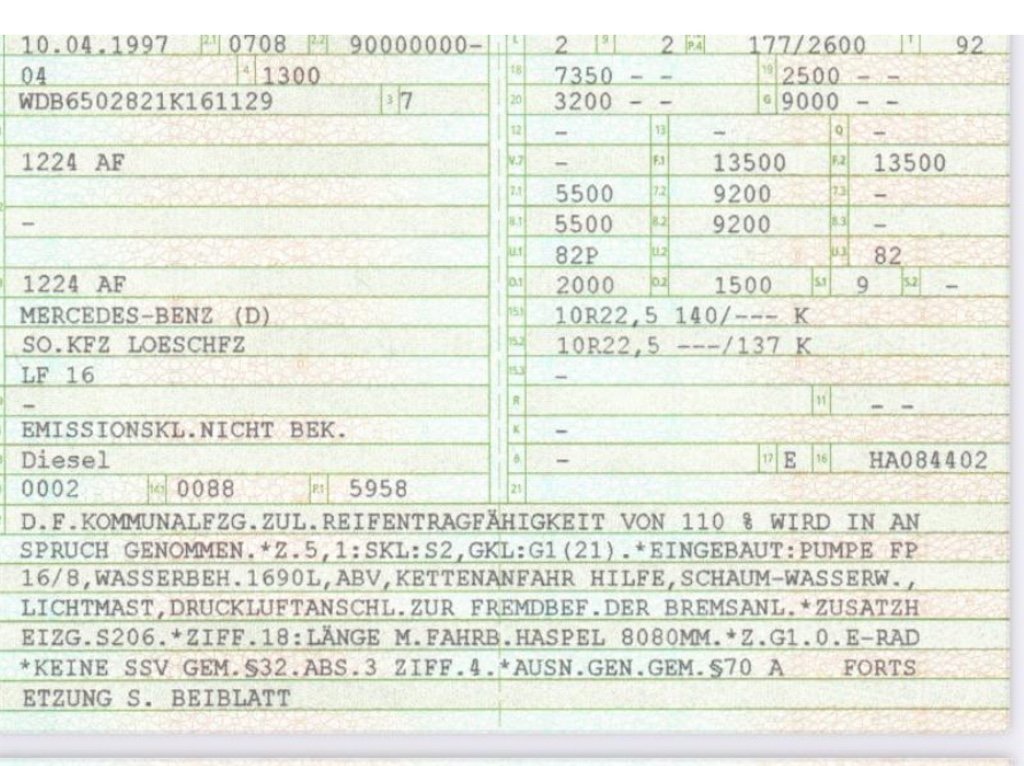 10.04.1997 2.1 0708 2.2 90000000- L 2 9 2 P.4 177/2600 T 92
04 4 1300 18 7350 - - 19 2500 - -
WDB6502821K161129 3 7 20 3200 - - G 9000 - -
12 - 13 - Q -
1224 AF V.7 - F.1 13500 F.2 13500
7.1 5500 7.2 9200 7.3 -
- 8.1 5500 8.2 9200 8.3 -
U.1 82P U.2 U.3 82
1224 AF O.1 2000 O.2 1500 S.1 9 S.2 -
MERCEDES-BENZ (D) 15.1 10R22,5 140/--- K
SO.KFZ LOESCHFZ 15.2 10R22,5 ---/137 K
LF 16 15.3 -
- R 11 - -
EMISSIONSKL.NICHT BEK. K -
Diesel 6 - 17 E 16 HA084402
0002 14.1 0088 P.1 5958 21
D.F.KOMMUNALFZG.ZUL.REIFENTRAGFÄHIGKEIT VON 110 % WIRD IN AN
SPRUCH GENOMMEN.*Z.5,1:SKL:S2,GKL:G1(21).*EINGEBAUT:PUMPE FP
16/8,WASSERBEH.1690L,ABV,KETTENANFAHR HILFE,SCHAUM-WASSERW.,
LICHTMAST,DRUCKLUFTANSCHL.ZUR FREMDBEF.DER BREMSANL.*ZUSATZH
EIZG.S206.*ZIFF.18:LÄNGE M.FAHRB.HASPEL 8080MM.*Z.G1.0.E-RAD
*KEINE SSV GEM.§32.ABS.3 ZIFF.4.*AUSN.GEN.GEM.§70 A FORTS
ETZUNG S. BEIBLATT